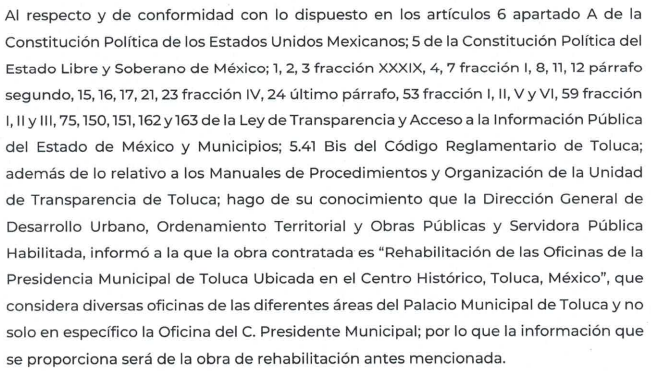 Al respecto y de conformidad con lo dispuesto en los artículos 6 apartado A de la
Constitución Política de los Estados Unidos Mexicanos; 5 de la Constitución Política del
Estado Libre y Soberano de México; 1, 2, 3 fracción XXXIX, 4, 7 fracción I, 8, 11, 12 párrafo
segundo, 15, 16, 17, 21, 23 fracción IV, 24 último párrafo, 53 fracción I, II, V y VI, 59 fracción
I, II y III, 75, 150, 151, 162 y 163 de la Ley de Transparencia y Acceso a la Información Pública
del Estado de México y Municipios; 5.41 Bis del Código Reglamentario de Toluca;
además de lo relativo a los Manuales de Procedimientos y Organización de la Unidad
de Transparencia de Toluca; hago de su conocimiento que la Dirección General de
Desarrollo Urbano, Ordenamiento Territorial y Obras Públicas y Servidora Pública
Habilitada, informó a la que la obra contratada es “Rehabilitación de las Oficinas de la
Presidencia Municipal de Toluca Ubicada en el Centro Histórico, Toluca, México”, que
considera diversas oficinas de las diferentes áreas del Palacio Municipal de Toluca y no
solo en específico la Oficina del C. Presidente Municipal; por lo que la información que
se proporciona será de la obra de rehabilitación antes mencionada.